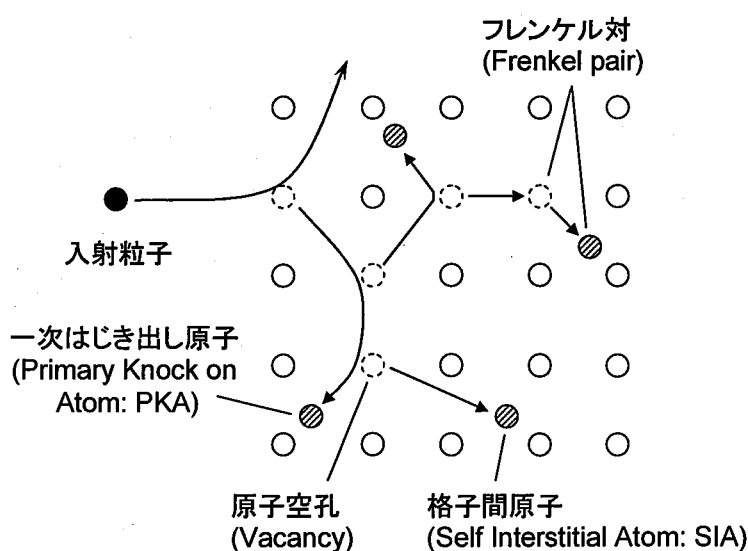 フレンケル対
(Frenkel pair)
入射粒子
一次はじき出し原子
(Primary Knock on
Atom: PKA)
原子空孔
(Vacancy)
格子間原子
(Self Interstitial Atom: SIA)